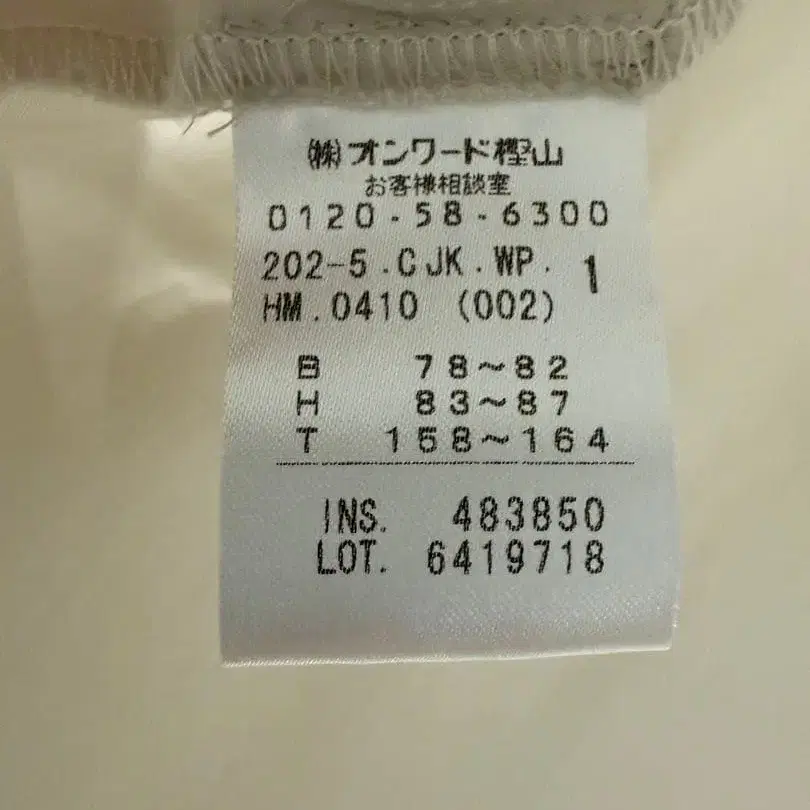 (株)オンワード樫山
お客様相談室
0120-58-6300
202-5.CJK.WP. 1
HM.0410 (002)
B 78～82
H 83～87
T 158～164
INS. 483850
LOT. 6419718